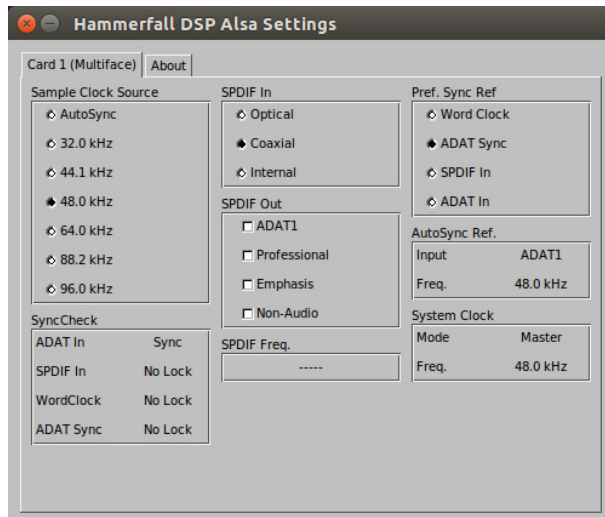 Hammerfall DSP Alsa Settings
Card 1 (Multiface)
About
Sample Clock Source
AutoSync
32.0 kHz
44.1 kHz
48.0 kHz
64.0 kHz
88.2 kHz
96.0 kHz
SyncCheck
ADAT In Sync
SPDIF In No Lock
WordClock No Lock
ADAT Sync No Lock
SPDIF In
Optical
Coaxial
Internal
SPDIF Out
ADAT1
Professional
Emphasis
Non-Audio
SPDIF Freq.
-----
Pref. Sync Ref
Word Clock
ADAT Sync
SPDIF In
ADAT In
AutoSync Ref.
Input ADAT1
Freq. 48.0 kHz
System Clock
Mode Master
Freq. 48.0 kHz